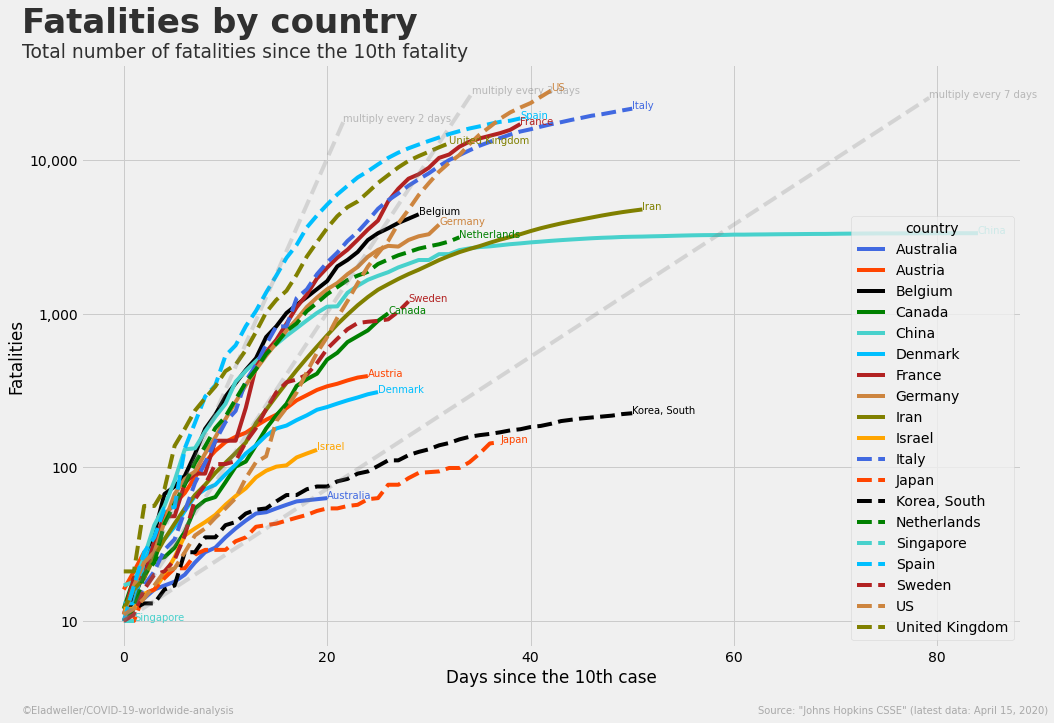 Fatalities by country
Total number of fatalities since the 10th fatality
multiply every 2 days
multiply every 3 days
multiply every 7 days
US
Italy
Spain
France
United Kingdom
Iran
Belgium
Germany
Netherlands
China
Sweden
Canada
Austria
Denmark
Korea, South
Japan
Israel
Australia
Singapore
Fatalities
10,000
1,000
100
10
0
20
40
60
80
Days since the 10th case
country
Australia
Austria
Belgium
Canada
China
Denmark
France
Germany
Iran
Israel
Italy
Japan
Korea, South
Netherlands
Singapore
Spain
Sweden
US
United Kingdom
©Eladweller/COVID-19-worldwide-analysis
Source: "Johns Hopkins CSSE" (latest data: April 15, 2020)